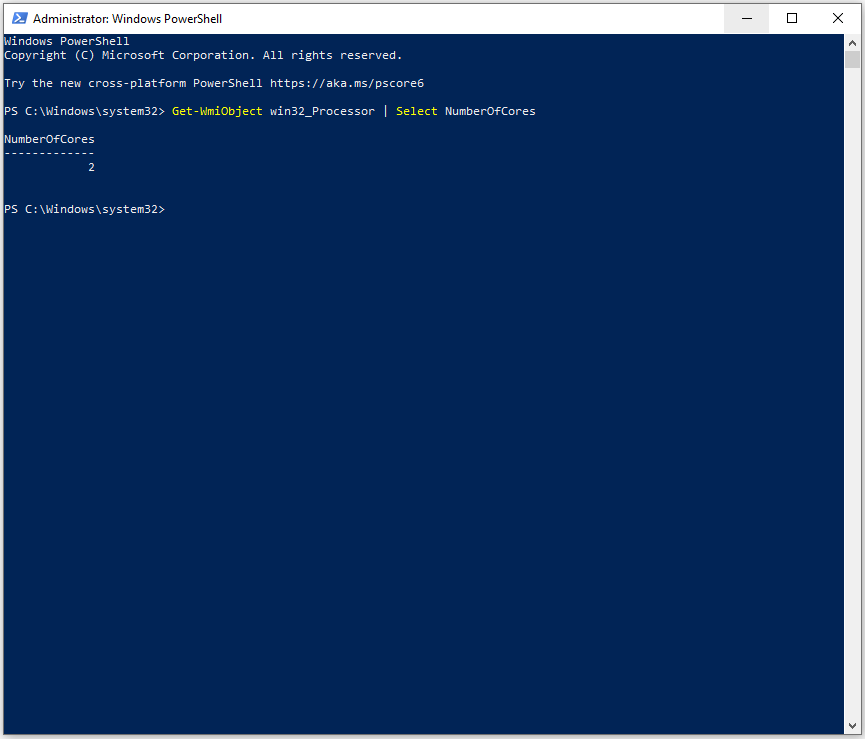 Administrator: Windows PowerShell
Windows PowerShell
Copyright (C) Microsoft Corporation. All rights reserved.
Try the new cross-platform PowerShell https://aka.ms/pscore6
PS C:\Windows\system32> Get-WmiObject win32_Processor | Select NumberOfCores
NumberOfCores
-------------
2
PS C:\Windows\system32>